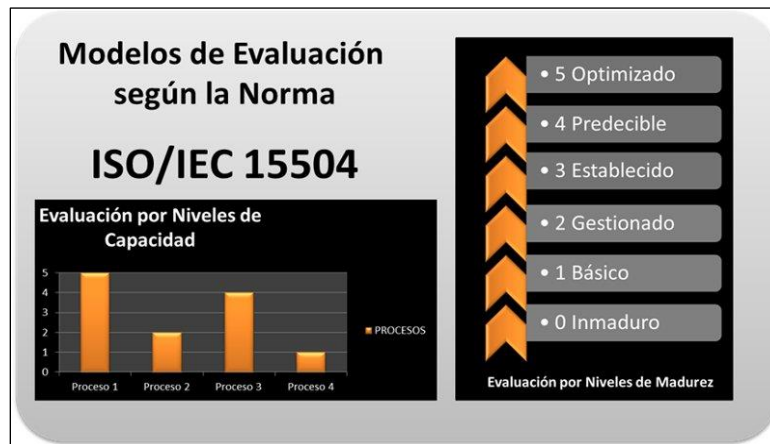 Modelos de Evaluación
según la Norma
ISO/IEC 15504
Evaluación por Niveles de
Capacidad
5
4
3
2
1
0
Proceso 1 Proceso 2 Proceso 3 Proceso 4
PROCESOS
• 5 Optimizado
• 4 Predecible
• 3 Establecido
• 2 Gestionado
• 1 Básico
• 0 Inmaduro
Evaluación por Niveles de Madurez